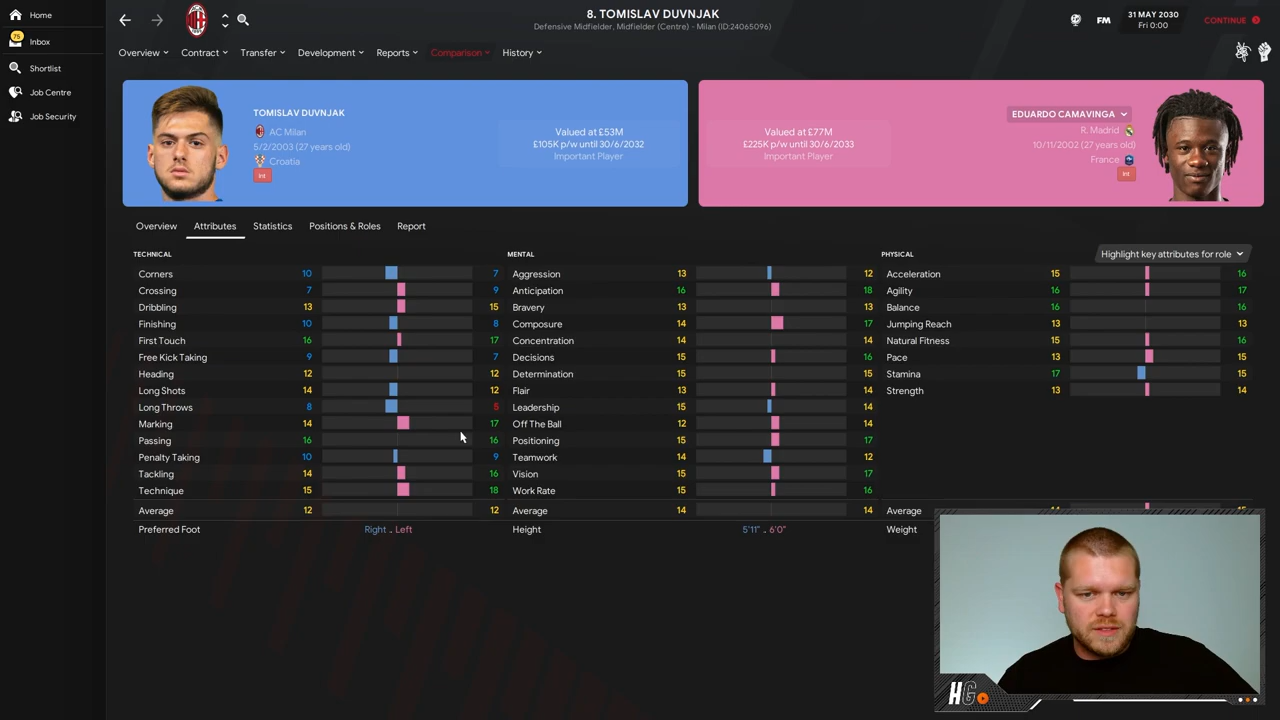 Home
75
Inbox
Shortlist
Job Centre
Job Security
8. TOMISLAV DUVNJAK
Defensive Midfielder, Midfielder (Centre) - Milan (ID:24065096)
FM
31 MAY 2030
Fri 0:00
CONTINUE
Overview Contract Transfer Development Reports Comparison History
TOMISLAV DUVNJAK
AC Milan
5/2/2003 (27 years old)
Croatia
Int
Valued at £53M
£105K p/w until 30/6/2032
Important Player
Valued at £77M
£225K p/w until 30/6/2033
Important Player
EDUARDO CAMAVINGA
R. Madrid
10/11/2002 (27 years old)
France
Int
Overview Attributes Statistics Positions & Roles Report
TECHNICAL
Corners 10 7
Crossing 7 9
Dribbling 13 15
Finishing 10 8
First Touch 16 17
Free Kick Taking 9 7
Heading 12 12
Long Shots 14 12
Long Throws 8 5
Marking 14 17
Passing 16 16
Penalty Taking 10 9
Tackling 14 16
Technique 15 18
Average 12 12
Preferred Foot Right .. Left
MENTAL
Aggression 13 12
Anticipation 16 18
Bravery 13 13
Composure 14 17
Concentration 14 14
Decisions 15 16
Determination 15 15
Flair 13 14
Leadership 15 14
Off The Ball 12 14
Positioning 15 17
Teamwork 14 12
Vision 15 17
Work Rate 15 16
Average 14 14
Height 5'11" .. 6'0"
PHYSICAL
Highlight key attributes for role
Acceleration 15 16
Agility 16 17
Balance 16 16
Jumping Reach 13 13
Natural Fitness 15 16
Pace 13 15
Stamina 17 15
Strength 13 14
Average
Weight
HG